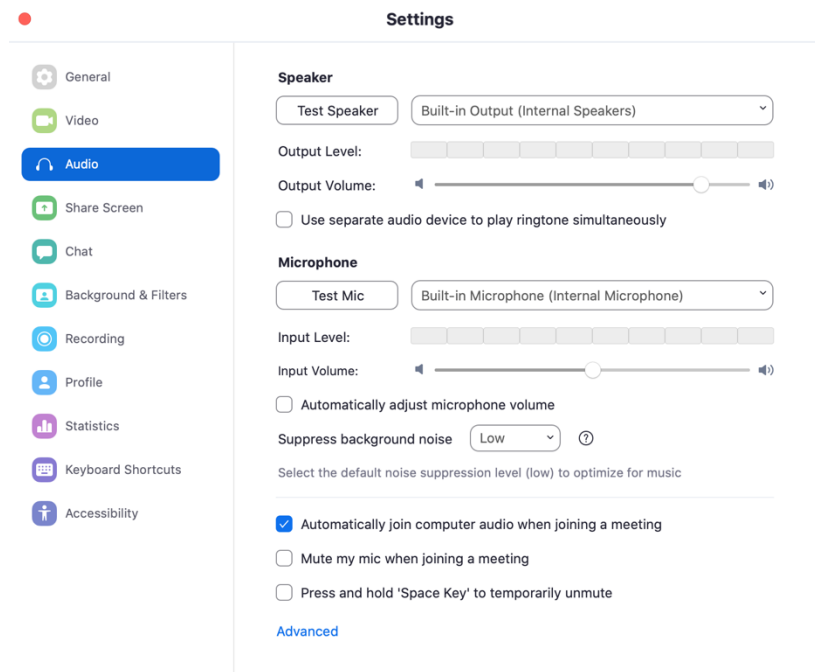 Settings
General
Video
Audio
Share Screen
Chat
Background & Filters
Recording
Profile
Statistics
Keyboard Shortcuts
Accessibility
Speaker
Test Speaker
Built-in Output (Internal Speakers)
Output Level:
Output Volume:
Use separate audio device to play ringtone simultaneously
Microphone
Test Mic
Built-in Microphone (Internal Microphone)
Input Level:
Input Volume:
Automatically adjust microphone volume
Suppress background noise
Low
?
Select the default noise suppression level (low) to optimize for music
Automatically join computer audio when joining a meeting
Mute my mic when joining a meeting
Press and hold 'Space Key' to temporarily unmute
Advanced